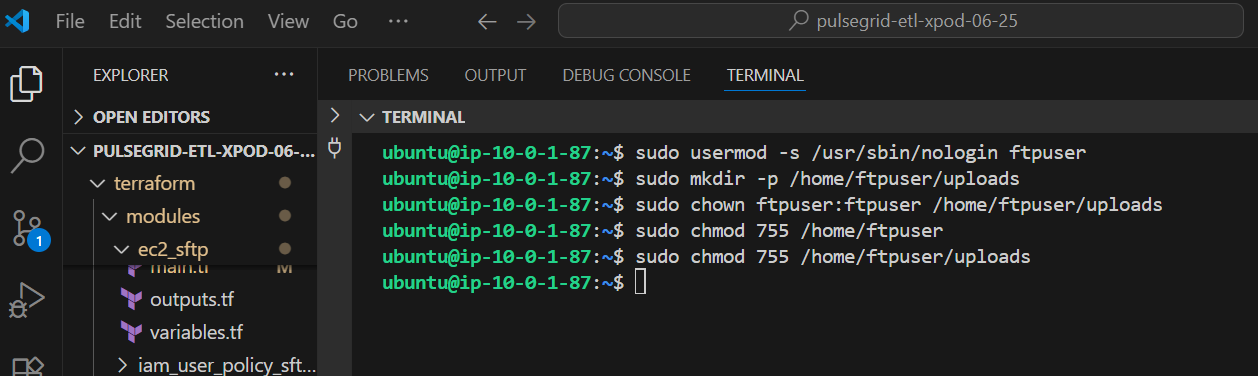 File Edit Selection View Go ··· pulsegrid-etl-xpod-06-25
EXPLORER ···
OPEN EDITORS
PULSEGRID-ETL-XPOD-06-...
terraform
modules
ec2_sftp
main.tf M
outputs.tf
variables.tf
iam_user_policy_sft...
1
PROBLEMS OUTPUT DEBUG CONSOLE TERMINAL
TERMINAL
ubuntu@ip-10-0-1-87:~$ sudo usermod -s /usr/sbin/nologin ftpuser
ubuntu@ip-10-0-1-87:~$ sudo mkdir -p /home/ftpuser/uploads
ubuntu@ip-10-0-1-87:~$ sudo chown ftpuser:ftpuser /home/ftpuser/uploads
ubuntu@ip-10-0-1-87:~$ sudo chmod 755 /home/ftpuser
ubuntu@ip-10-0-1-87:~$ sudo chmod 755 /home/ftpuser/uploads
ubuntu@ip-10-0-1-87:~$